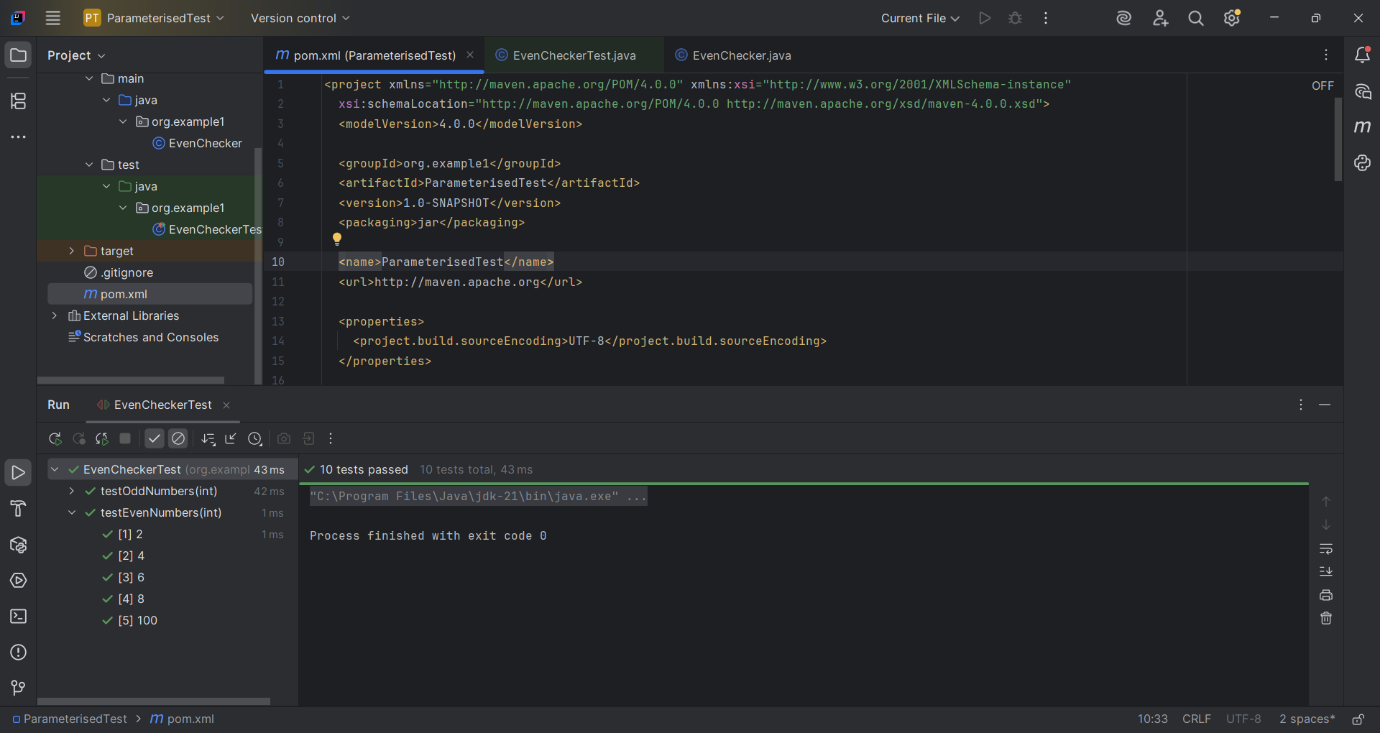 PT ParameterisedTest Version control Current File
Project
pom.xml (ParameterisedTest) EvenCheckerTest.java EvenChecker.java
main
java
org.example1
EvenChecker
test
java
org.example1
EvenCheckerTes
target
.gitignore
pom.xml
External Libraries
Scratches and Consoles
OFF
1 <project xmlns="http://maven.apache.org/POM/4.0.0" xmlns:xsi="http://www.w3.org/2001/XMLSchema-instance"
2 xsi:schemaLocation="http://maven.apache.org/POM/4.0.0 http://maven.apache.org/xsd/maven-4.0.0.xsd">
3 <modelVersion>4.0.0</modelVersion>
4
5 <groupId>org.example1</groupId>
6 <artifactId>ParameterisedTest</artifactId>
7 <version>1.0-SNAPSHOT</version>
8 <packaging>jar</packaging>
9
10 <name>ParameterisedTest</name>
11 <url>http://maven.apache.org</url>
12
13 <properties>
14 <project.build.sourceEncoding>UTF-8</project.build.sourceEncoding>
15 </properties>
16
Run EvenCheckerTest
EvenCheckerTest (org.exampl 43 ms
testOddNumbers(int) 42 ms
testEvenNumbers(int) 1 ms
[1] 2 1 ms
[2] 4
[3] 6
[4] 8
[5] 100
10 tests passed 10 tests total, 43 ms
"C:\Program Files\Java\jdk-21\bin\java.exe" ...
Process finished with exit code 0
ParameterisedTest > pom.xml 10:33 CRLF UTF-8 2 spaces*